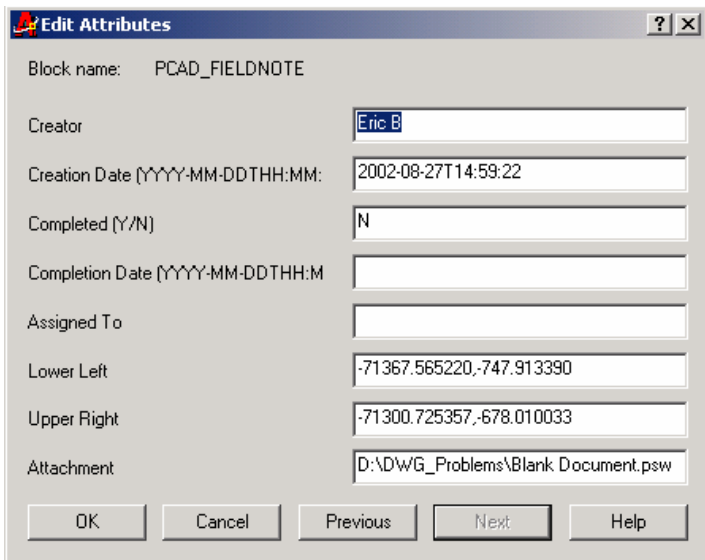 Edit Attributes
Block name: PCAD_FIELDNOTE
Creator Eric B
Creation Date (YYYY-MM-DDTHH:MM: 2002-08-27T14:59:22
Completed (Y/N) N
Completion Date (YYYY-MM-DDTHH:M
Assigned To
Lower Left -71367.565220,-747.913390
Upper Right -71300.725357,-678.010033
Attachment D:\DWG_Problems\Blank Document.psw
OK Cancel Previous Next Help